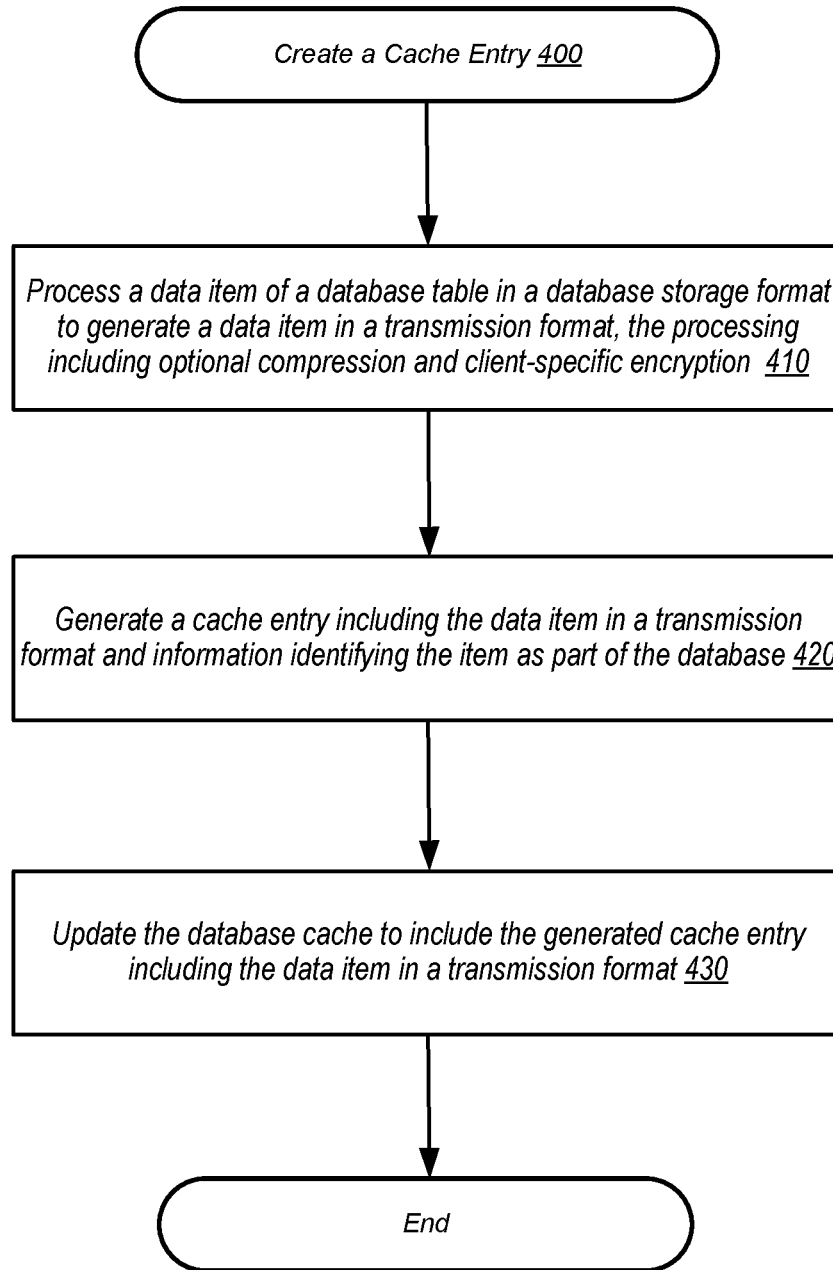 Create a Cache Entry 400
Process a data item of a database table in a database storage format
to generate a data item in a transmission format, the processing
including optional compression and client-specific encryption 410
Generate a cache entry including the data item in a transmission
format and information identifying the item as part of the database 420
Update the database cache to include the generated cache entry
including the data item in a transmission format 430
End